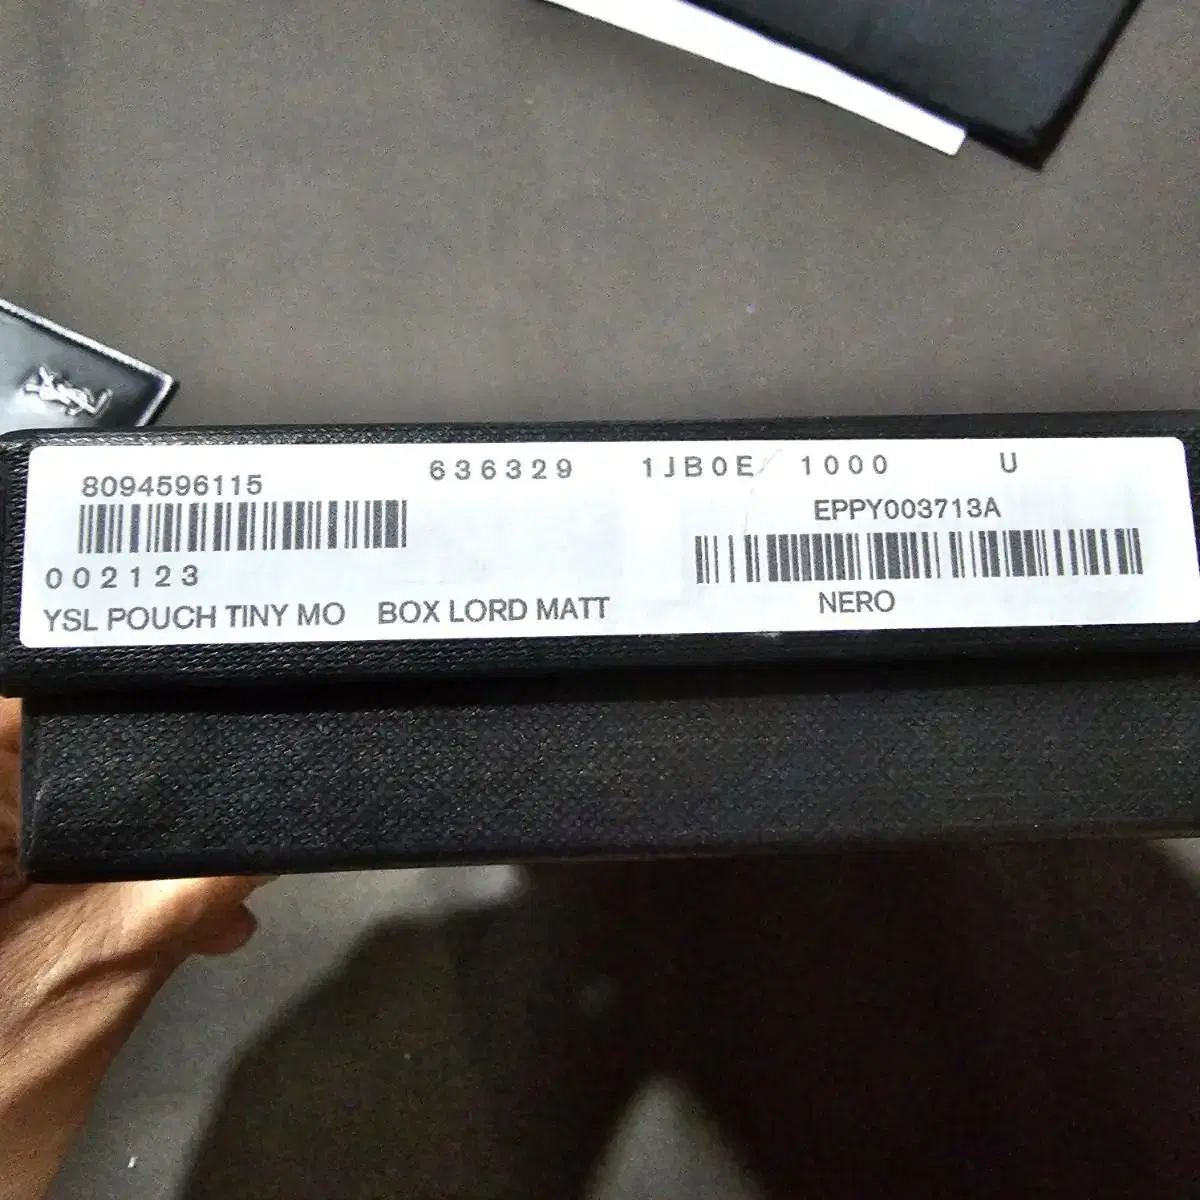 636329 1JB0E 1000 U
8094596115
EPPY003713A
002123
YSL POUCH TINY MO BOX LORD MATT
NERO
YSL